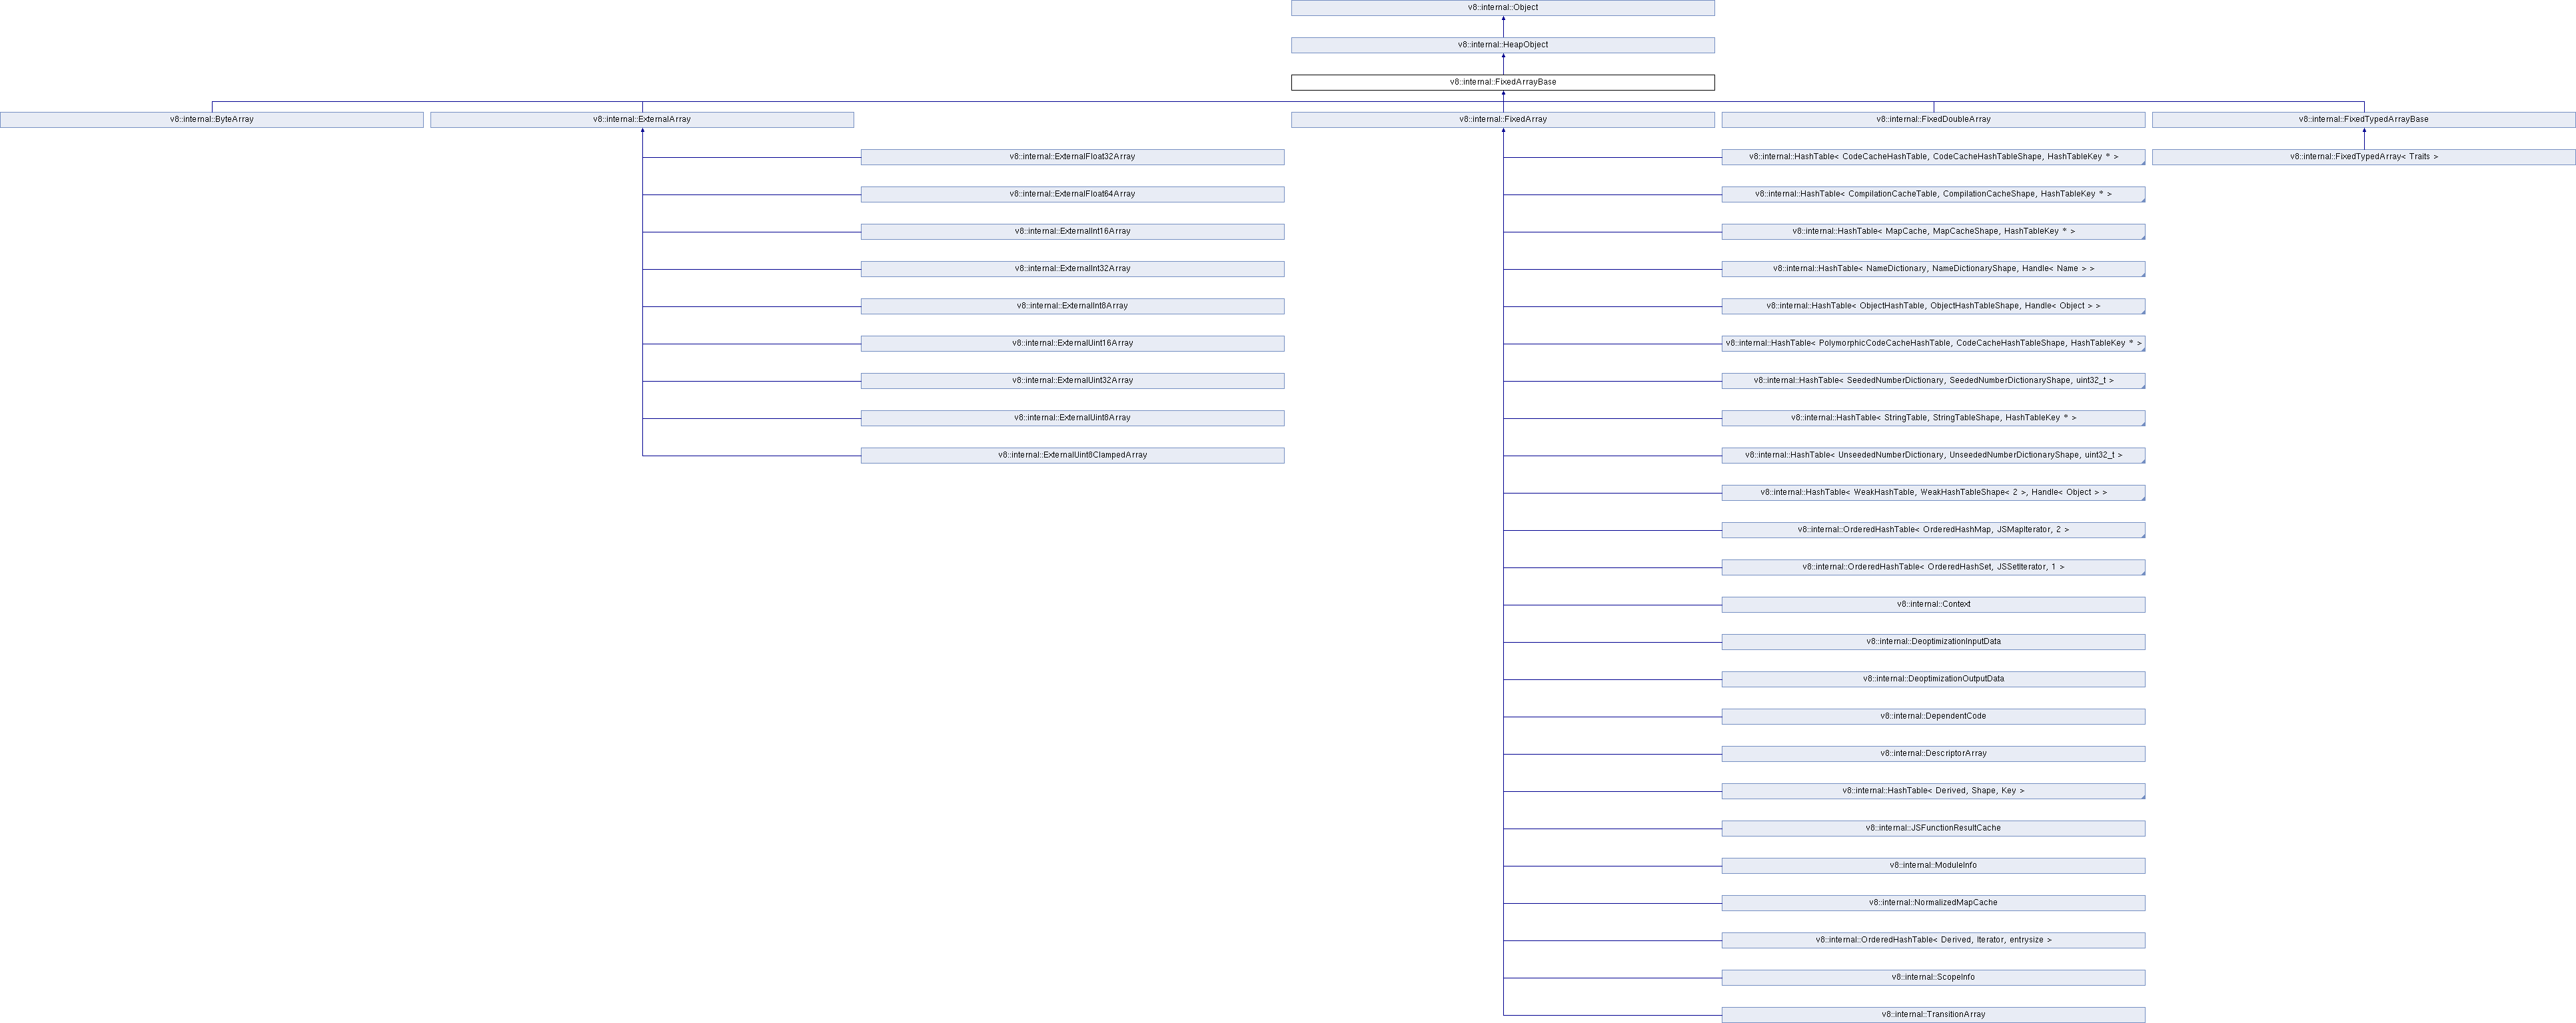 v8::internal::Object
v8::internal::HeapObject
v8::internal::FixedArrayBase
v8::internal::ByteArray
v8::internal::ExternalArray
v8::internal::FixedArray
v8::internal::FixedDoubleArray
v8::internal::FixedTypedArrayBase
v8::internal::ExternalFloat32Array
v8::internal::HashTable< CodeCacheHashTable, CodeCacheHashTableShape, HashTableKey * >
v8::internal::FixedTypedArray< Traits >
v8::internal::ExternalFloat64Array
v8::internal::HashTable< CompilationCacheTable, CompilationCacheShape, HashTableKey * >
v8::internal::ExternalInt16Array
v8::internal::HashTable< MapCache, MapCacheShape, HashTableKey * >
v8::internal::ExternalInt32Array
v8::internal::HashTable< NameDictionary, NameDictionaryShape, Handle< Name > >
v8::internal::ExternalInt8Array
v8::internal::HashTable< ObjectHashTable, ObjectHashTableShape, Handle< Object > >
v8::internal::ExternalUint16Array
v8::internal::HashTable< PolymorphicCodeCacheHashTable, CodeCacheHashTableShape, HashTableKey * >
v8::internal::ExternalUint32Array
v8::internal::HashTable< SeededNumberDictionary, SeededNumberDictionaryShape, uint32_t >
v8::internal::ExternalUint8Array
v8::internal::HashTable< StringTable, StringTableShape, HashTableKey * >
v8::internal::ExternalUint8ClampedArray
v8::internal::HashTable< UnseededNumberDictionary, UnseededNumberDictionaryShape, uint32_t >
v8::internal::HashTable< WeakHashTable, WeakHashTableShape< 2 >, Handle< Object > >
v8::internal::OrderedHashTable< OrderedHashMap, JSMapIterator, 2 >
v8::internal::OrderedHashTable< OrderedHashSet, JSSetIterator, 1 >
v8::internal::Context
v8::internal::DeoptimizationInputData
v8::internal::DeoptimizationOutputData
v8::internal::DependentCode
v8::internal::DescriptorArray
v8::internal::HashTable< Derived, Shape, Key >
v8::internal::JSFunctionResultCache
v8::internal::ModuleInfo
v8::internal::NormalizedMapCache
v8::internal::OrderedHashTable< Derived, Iterator, entrysize >
v8::internal::ScopeInfo
v8::internal::TransitionArray